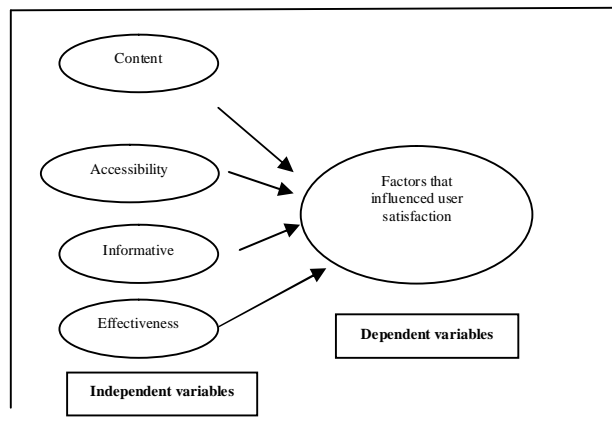 Content
Accessibility
Informative
Effectiveness
Factors that
influenced user
satisfaction
Dependent variables
Independent variables